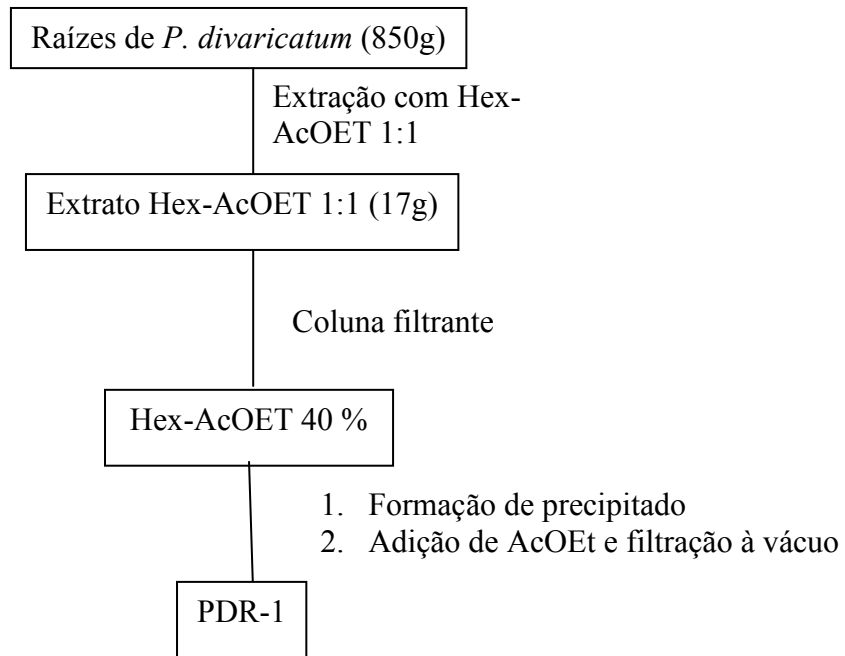 Raízes de P. divaricatum (850g)
Extração com Hex-
AcOET 1:1
Extrato Hex-AcOET 1:1 (17g)
Coluna filtrante
Hex-AcOET 40 %
1. Formação de precipitado
2. Adição de AcOEt e filtração à vácuo
PDR-1